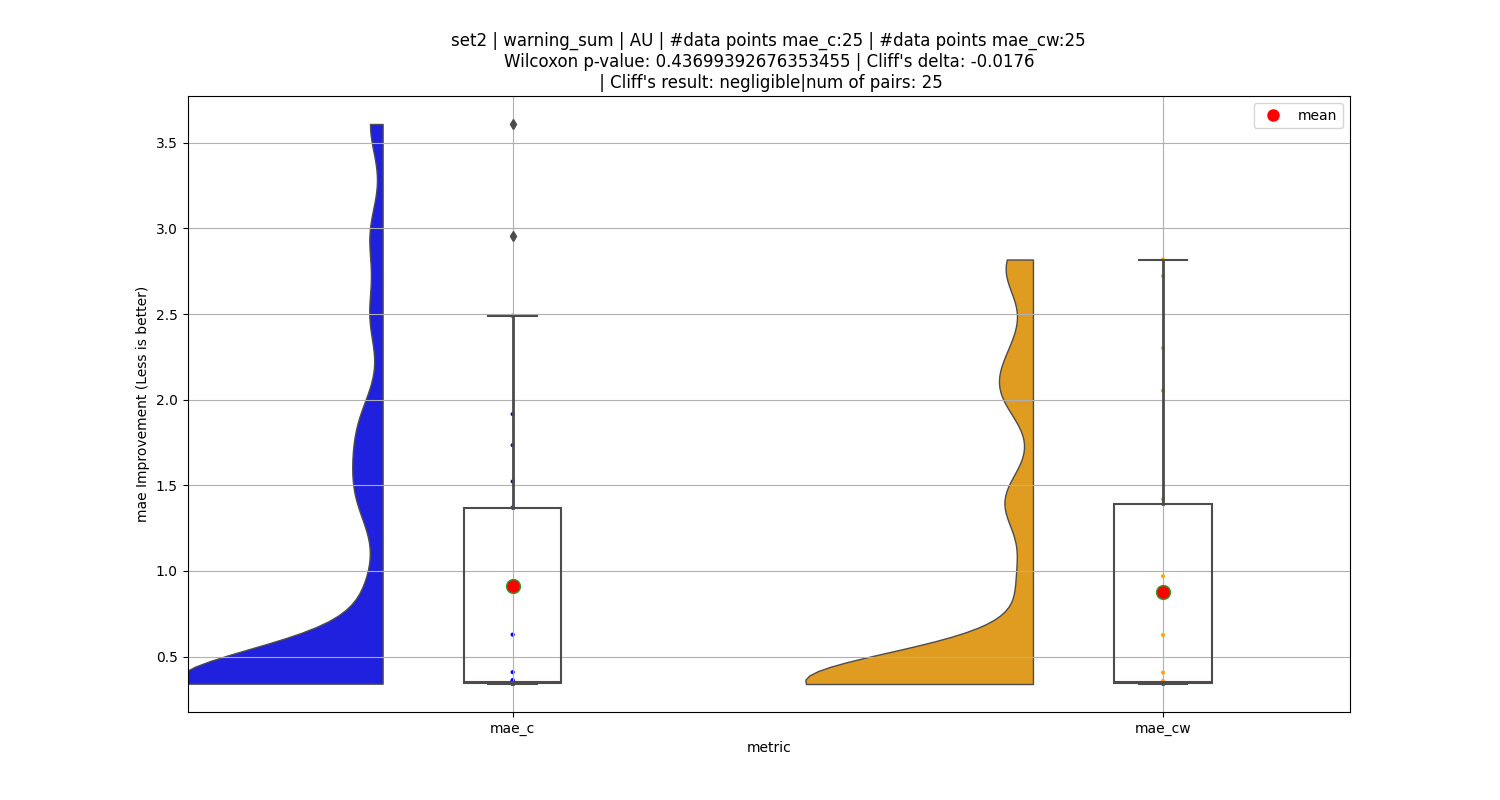 set2 | warning_sum | AU | #data points mae_c:25 | #data points mae_cw:25
Wilcoxon p-value: 0.43699392676353455 | Cliff's delta: -0.0176
| Cliff's result: negligible|num of pairs: 25
mean
3.5
3.0
2.5
2.0
1.5
1.0
0.5
mae Improvement (Less is better)
mae_c
mae_cw
metric